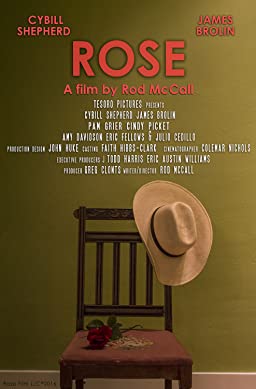 CYBILL SHEPHERD
JAMES BROLIN
ROSE
A film by Rod McCall
TESORO PICTURES PRESENTS
CYBILL SHEPHERD JAMES BROLIN
PAM GRIER CINDY PICKET
AMY DAVIDSON ERIC FELLOWS & JULIO CEDILLO
PRODUCTION DESIGN JOHN HUKE CASTING FAITH HIBBS-CLARK CINEMATOGRAPHER COLEMAR NICHOLS
EXECUTIVE PRODUCERS J TODD HARRIS ERIC AUSTIN WILLIAMS
PRODUCER GREG CLONTS WRITER/DIRECTOR ROD MCCALL